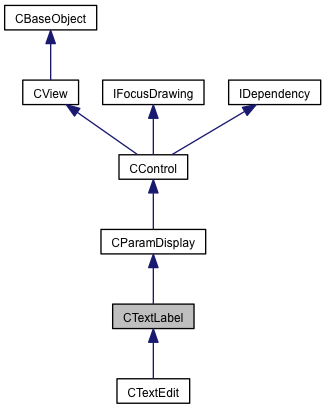 CBaseObject
CView
IFocusDrawing
IDependency
CControl
CParamDisplay
CTextLabel
CTextEdit